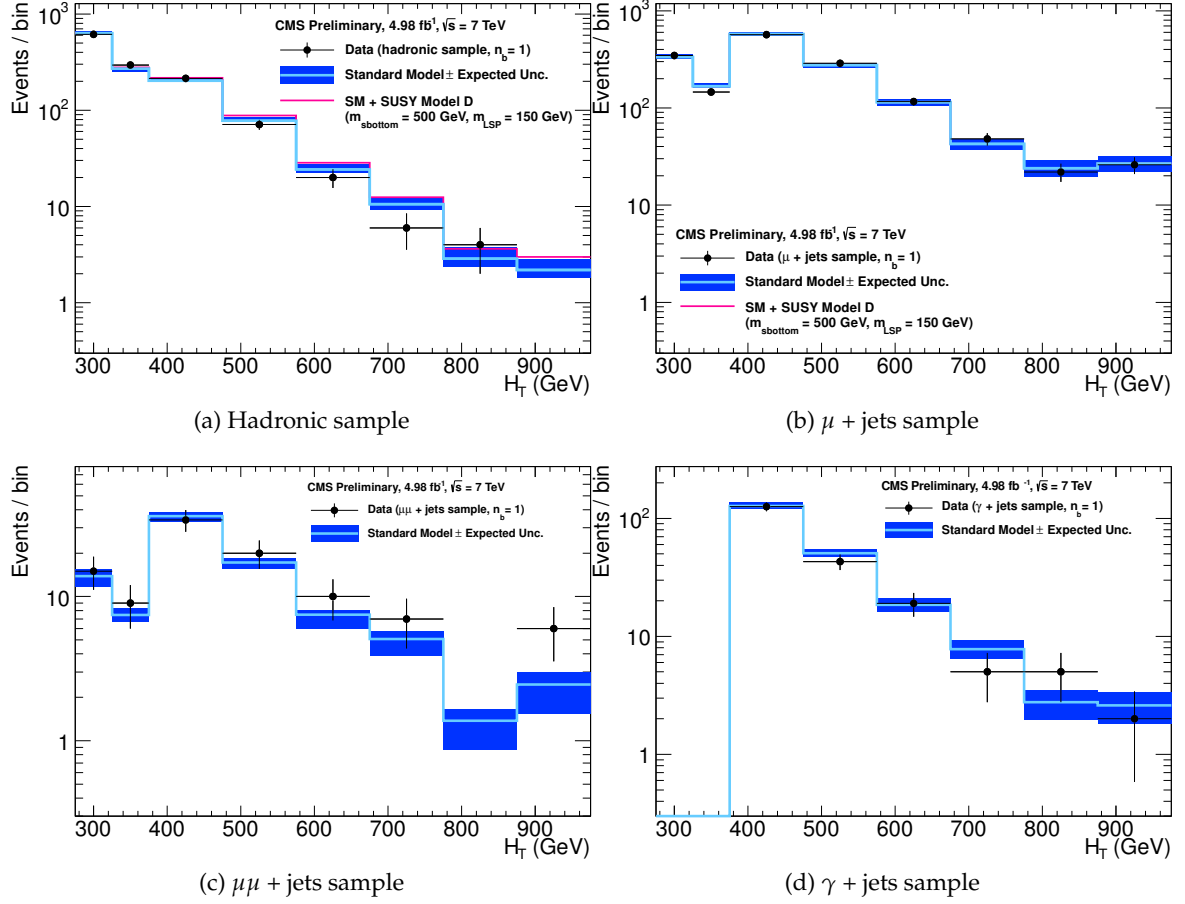 Events / bin
10³
10²
10
1
CMS Preliminary, 4.98 fb⁻¹, √s = 7 TeV
Data (hadronic sample, n_b = 1)
Standard Model ± Expected Unc.
SM + SUSY Model D
(m_sbottom = 500 GeV, m_LSP = 150 GeV)
300 400 500 600 700 800 900
H_T (GeV)
(a) Hadronic sample
Events / bin
10³
10²
10
1
CMS Preliminary, 4.98 fb⁻¹, √s = 7 TeV
Data (μ + jets sample, n_b = 1)
Standard Model ± Expected Unc.
SM + SUSY Model D
(m_sbottom = 500 GeV, m_LSP = 150 GeV)
300 400 500 600 700 800 900
H_T (GeV)
(b) μ + jets sample
Events / bin
10
1
CMS Preliminary, 4.98 fb⁻¹, √s = 7 TeV
Data (μμ + jets sample, n_b = 1)
Standard Model ± Expected Unc.
300 400 500 600 700 800 900
H_T (GeV)
(c) μμ + jets sample
Events / bin
10²
10
1
CMS Preliminary, 4.98 fb ⁻¹, √s = 7 TeV
Data (γ + jets sample, n_b = 1)
Standard Model ± Expected Unc.
300 400 500 600 700 800 900
H_T (GeV)
(d) γ + jets sample